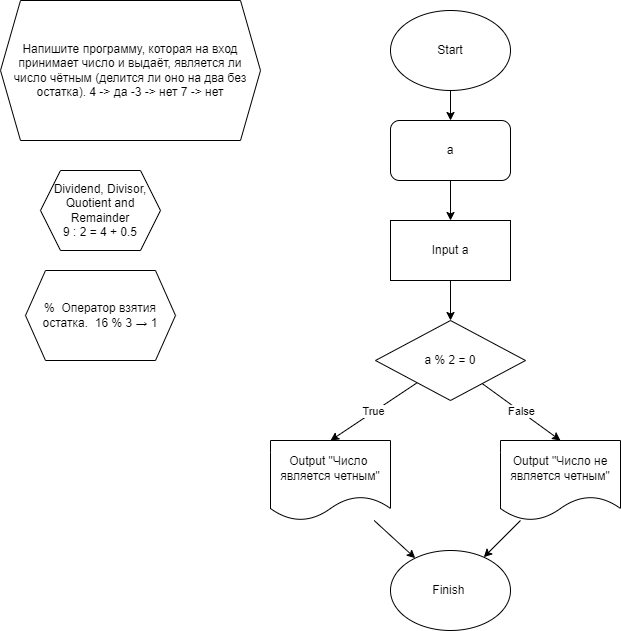 Напишите программу, которая на вход
принимает число и выдаёт, является ли
число чётным (делится ли оно на два без
остатка). 4 -> да -3 -> нет 7 -> нет
Dividend, Divisor,
Quotient and
Remainder
9 : 2 = 4 + 0.5
% Оператор взятия
остатка. 16 % 3 → 1
Start
a
Input a
a % 2 = 0
True
False
Output "Число
является четным"
Output "Число не
является четным"
Finish